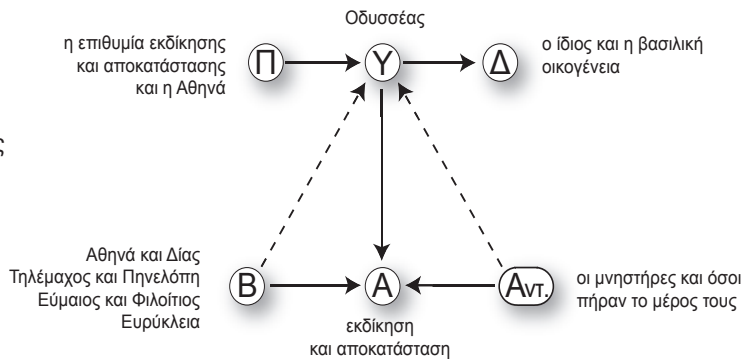 Οδυσσέας
η επιθυμία εκδίκησης
και αποκατάστασης
και η Αθηνά
Π
Υ
Δ
ο ίδιος και η βασιλική
οικογένεια
ς
Αθηνά και Δίας
Τηλέμαχος και Πηνελόπη
Εύμαιος και Φιλοίτιος
Ευρύκλεια
Β
Α
Αντ.
οι μνηστήρες και όσοι
πήραν το μέρος τους
εκδίκηση
και αποκατάσταση